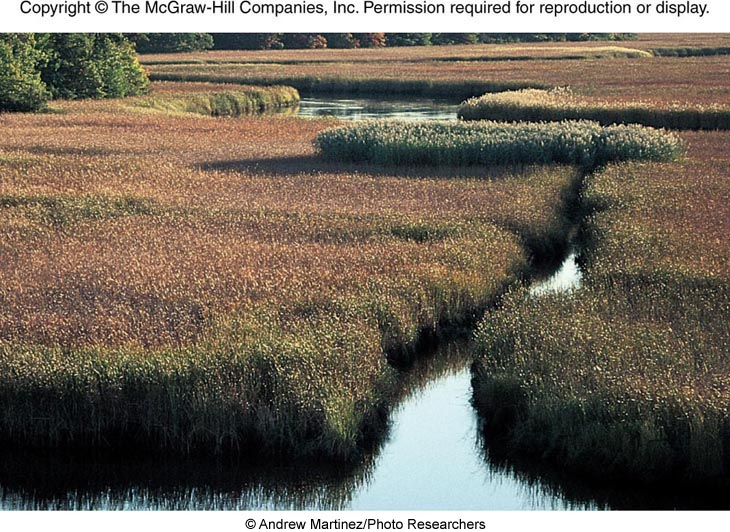 Copyright © The McGraw-Hill Companies, Inc. Permission required for reproduction or display.
© Andrew Martinez/Photo Researchers